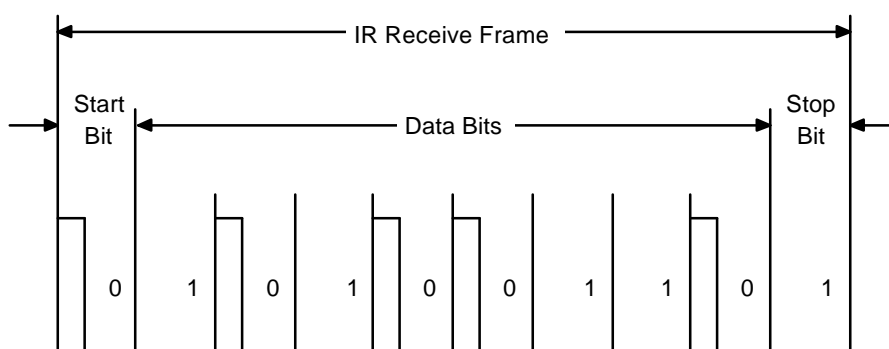 IR Receive Frame
Start
Bit
Data Bits
Stop
Bit
0 1 0 1 0 0 1 1 0 1